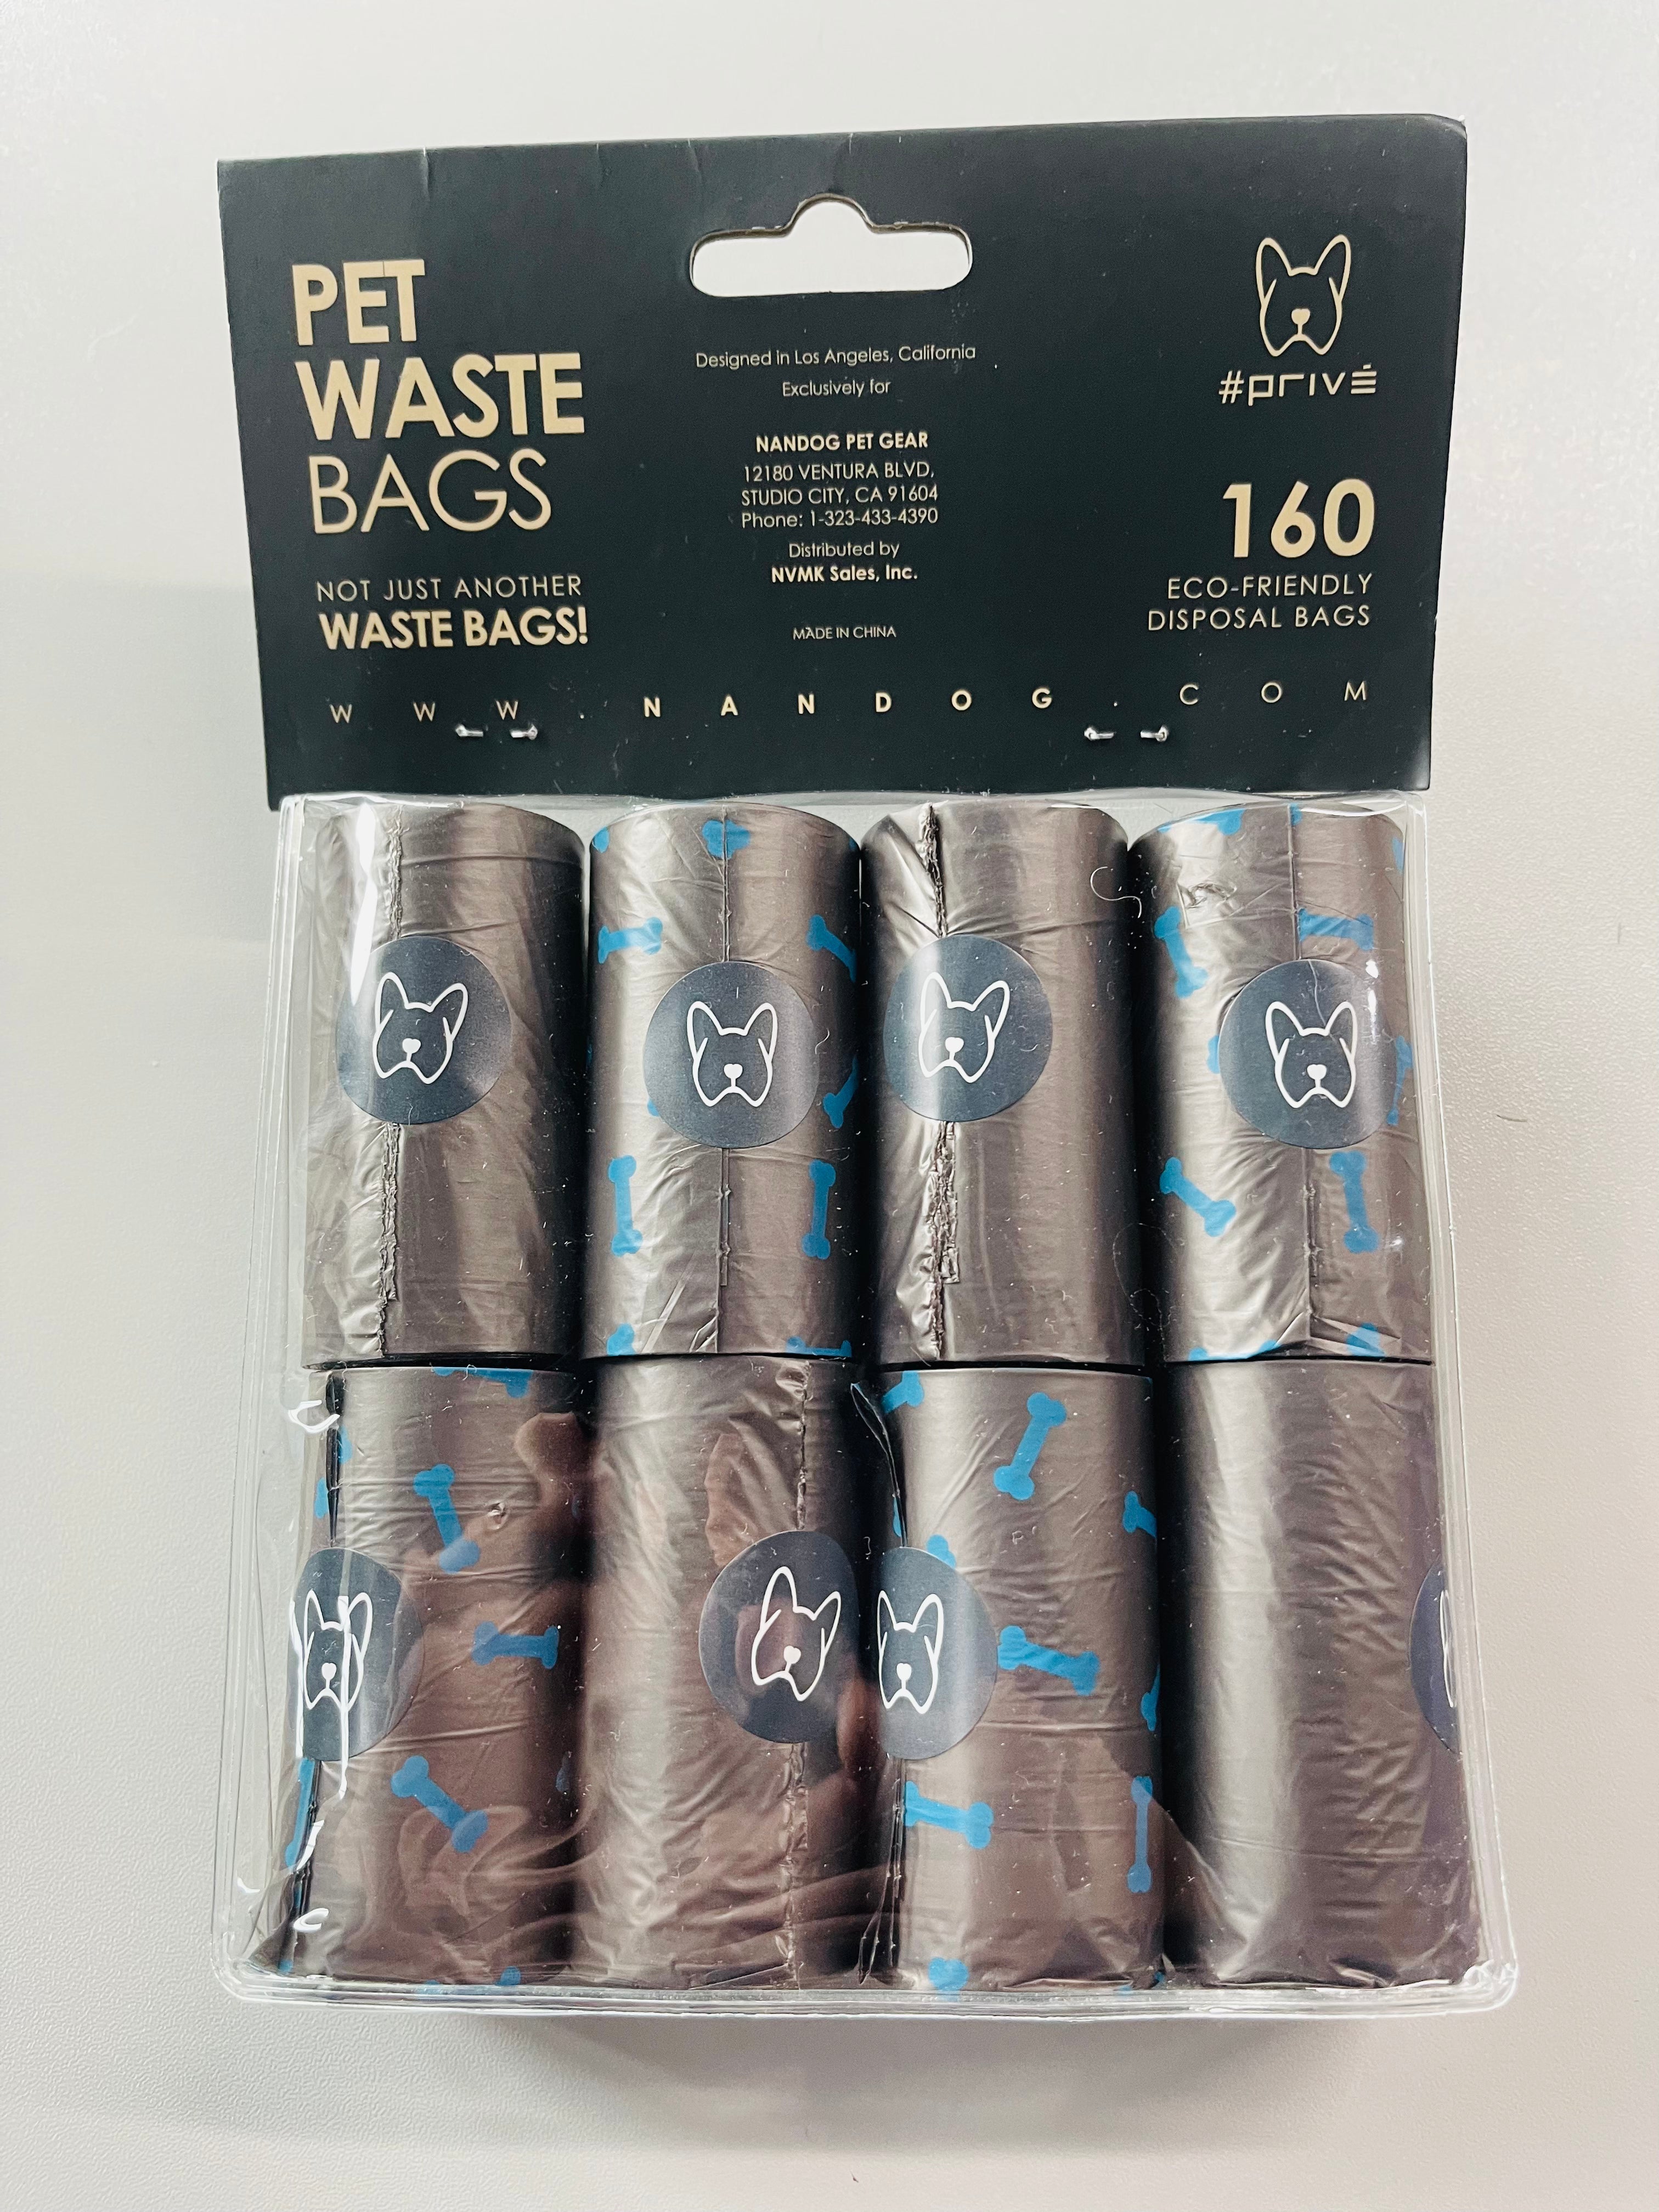 PET
WASTE
BAGS
NOT JUST ANOTHER
WASTE BAGS!
Designed in Los Angeles, California
Exclusively for
NANDOG PET GEAR
12180 VENTURA BLVD,
STUDIO CITY, CA 91604
Phone: 1-323-433-4390
Distributed by
NVMK Sales, Inc.
MADE IN CHINA
#privé
160
ECO-FRIENDLY
DISPOSAL BAGS
WWW.NANDOG.COM